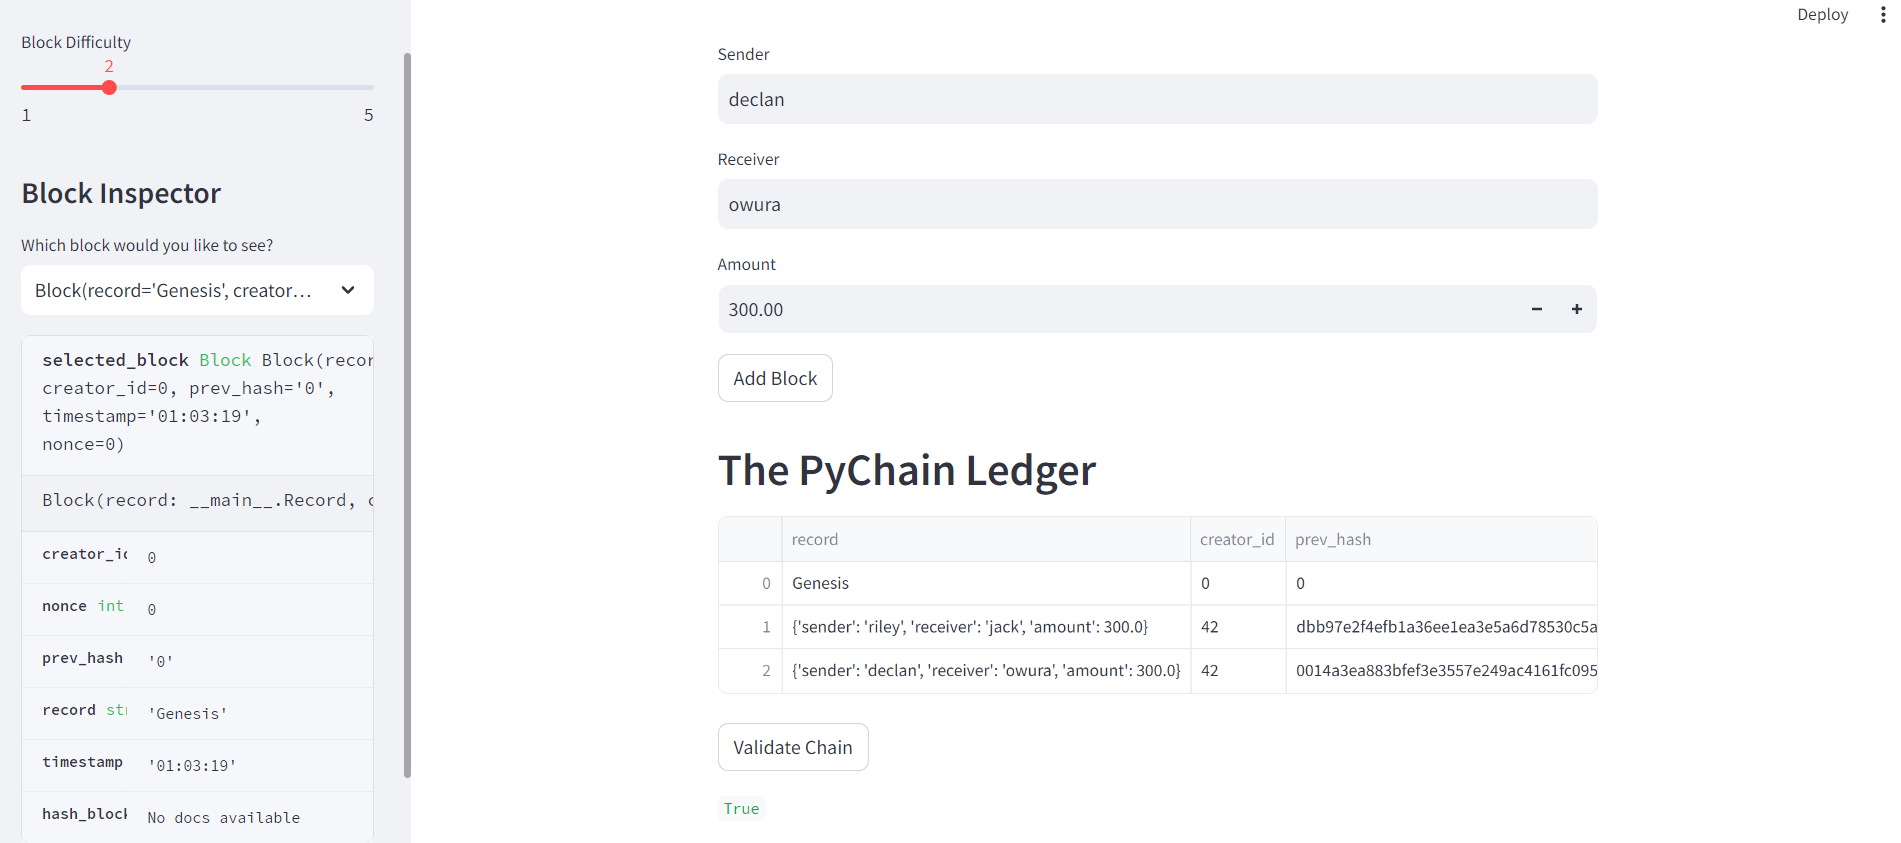 Deploy
Block Difficulty
2
1 5
Block Inspector
Which block would you like to see?
Block(record='Genesis', creator…
selected_block Block Block(recor
creator_id=0, prev_hash='0',
timestamp='01:03:19',
nonce=0)
Block(record: __main__.Record, c
creator_id 0
nonce int 0
prev_hash '0'
record str 'Genesis'
timestamp '01:03:19'
hash_block No docs available
Sender
declan
Receiver
owura
Amount
300.00
Add Block
The PyChain Ledger
record creator_id prev_hash
0 Genesis 0 0
1 {'sender': 'riley', 'receiver': 'jack', 'amount': 300.0} 42 dbb97e2f4efb1a36ee1ea3e5a6d78530c5a
2 {'sender': 'declan', 'receiver': 'owura', 'amount': 300.0} 42 0014a3ea883bfef3e3557e249ac4161fc095
Validate Chain
True